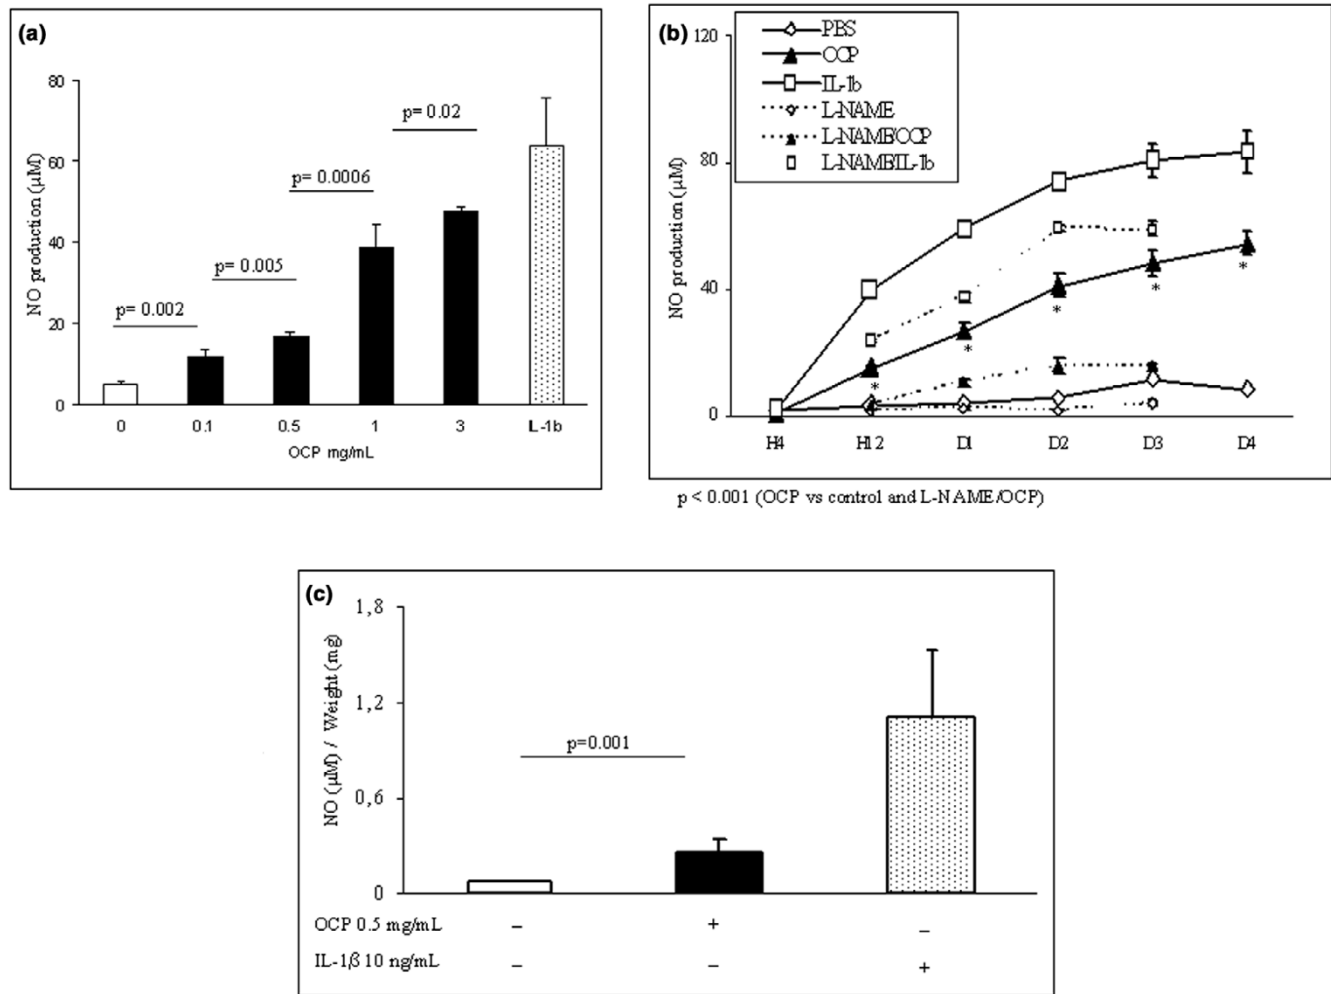 (a)
NO production (µM)
80
60
40
20
0
p= 0.002
p= 0.005
p= 0.0006
p= 0.02
0 0.1 0.5 1 3 L-1b
OCP mg/mL
(b)
NO production (µM)
120
80
40
0
PBS
OCP
IL-1b
L-NAME
L-NAME/OCP
L-NAME/IL-1b
* * * * *
H4 H12 D1 D2 D3 D4
p < 0.001 (OCP vs control and L-NAME/OCP)
(c)
NO (µM) / Weight (mg)
1,8
1,2
0,6
0
p=0.001
OCP 0.5 mg/mL – + –
IL-1β 10 ng/mL – – +